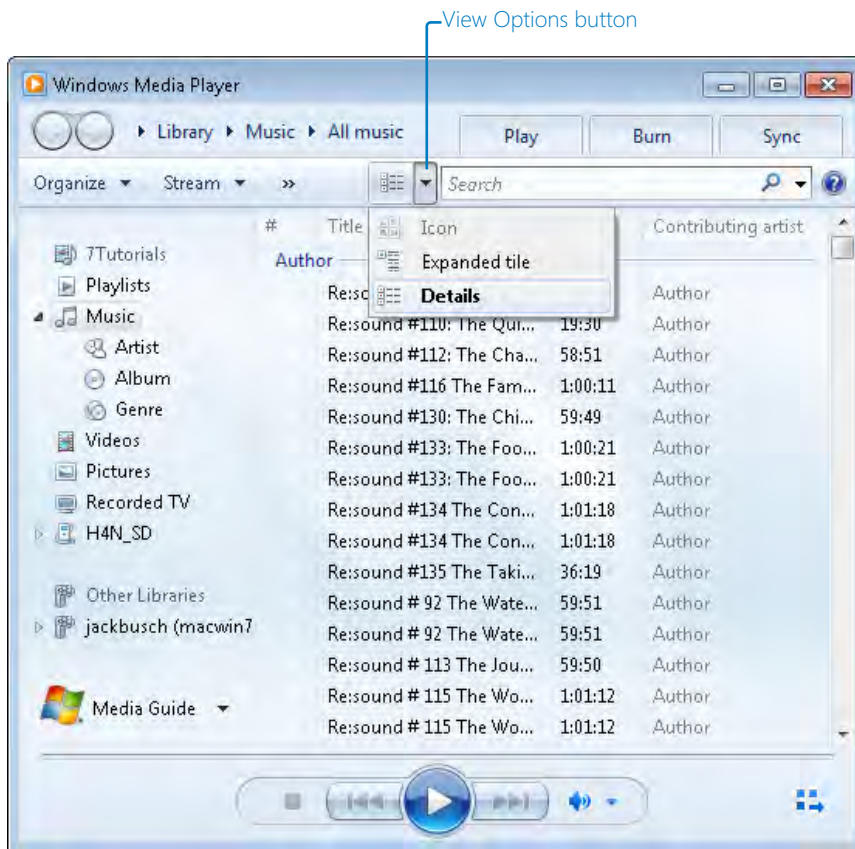 View Options button
Windows Media Player
Library Music All music Play Burn Sync
Organize Stream » Search
# Title Contributing artist
Icon
Expanded tile
Details
7Tutorials
Playlists
Music
Artist
Album
Genre
Videos
Pictures
Recorded TV
H4N_SD
Other Libraries
jackbusch (macwin7
Media Guide
Author
Re:sc Author
Re:sound #110: The Qui... 19:30 Author
Re:sound #112: The Cha... 58:51 Author
Re:sound #116 The Fam... 1:00:11 Author
Re:sound #130: The Chi... 59:49 Author
Re:sound #133: The Foo... 1:00:21 Author
Re:sound #133: The Foo... 1:00:21 Author
Re:sound #134 The Con... 1:01:18 Author
Re:sound #134 The Con... 1:01:18 Author
Re:sound #135 The Taki... 36:19 Author
Re:sound # 92 The Wate... 59:51 Author
Re:sound # 92 The Wate... 59:51 Author
Re:sound # 113 The Jou... 59:50 Author
Re:sound # 115 The Wo... 1:01:12 Author
Re:sound # 115 The Wo... 1:01:12 Author